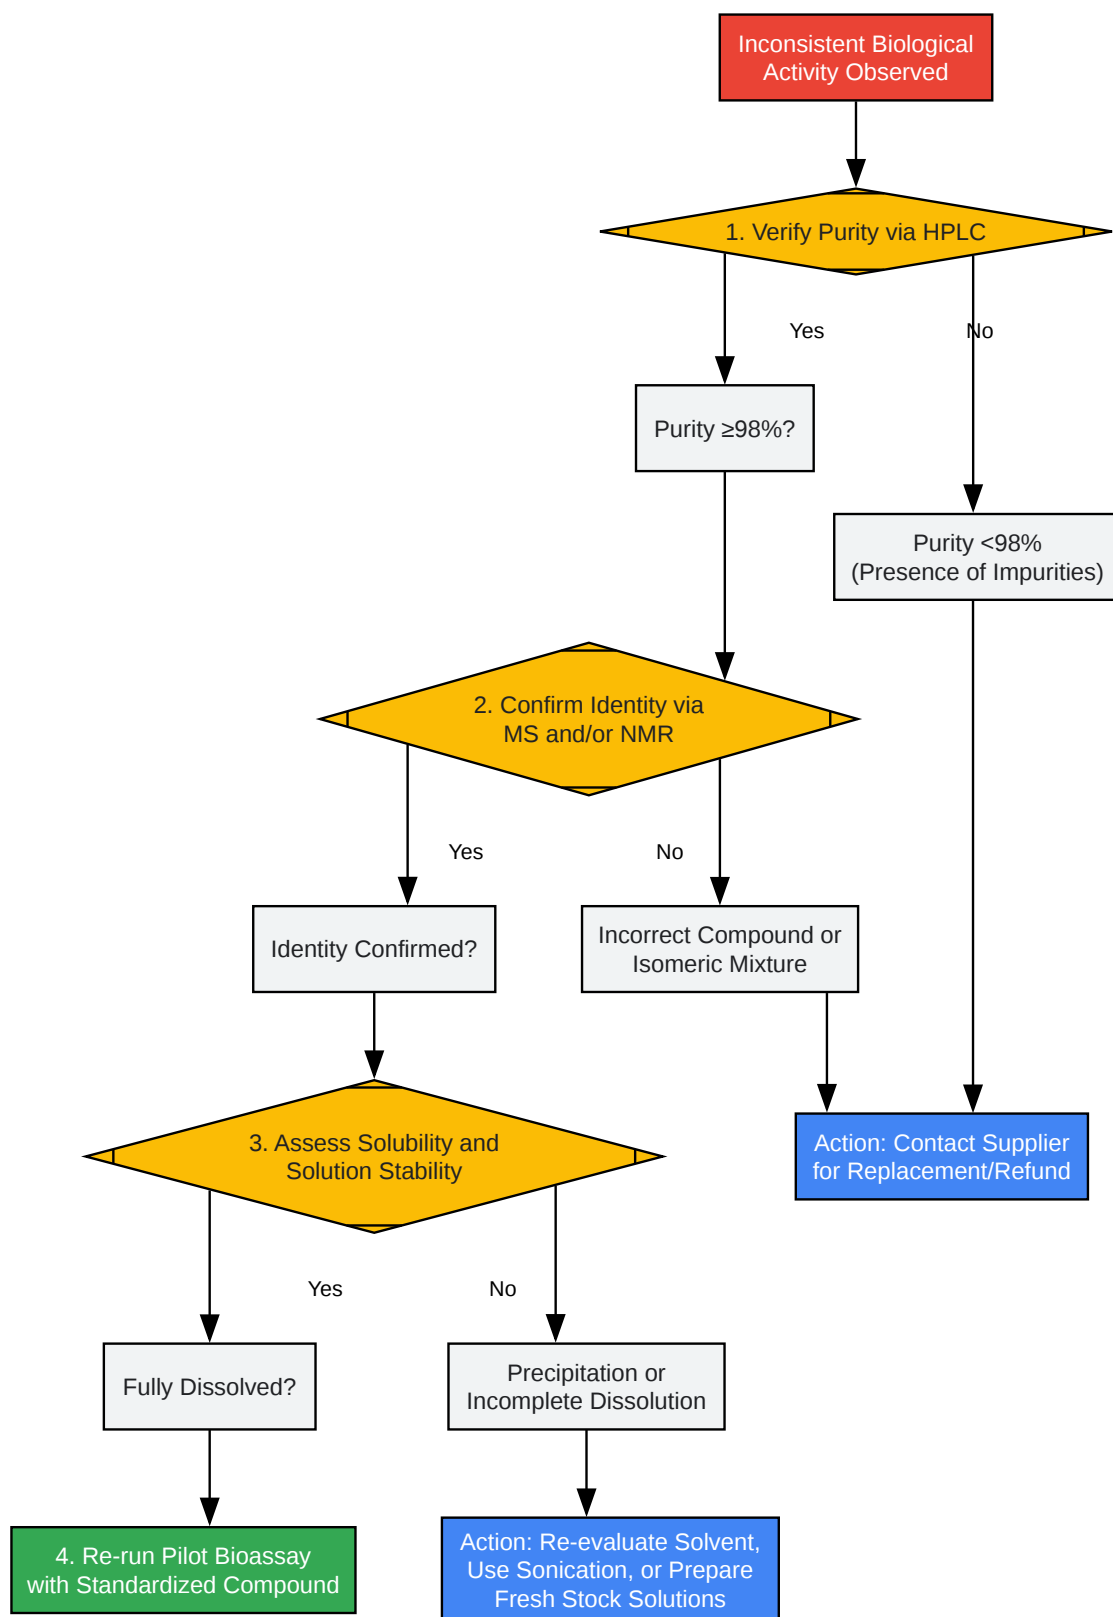 Inconsistent Biological
Activity Observed
1. Verify Purity via HPLC
Yes
No
Purity ≥98%?
Purity <98%
(Presence of Impurities)
2. Confirm Identity via
MS and/or NMR
Yes
No
Identity Confirmed?
Incorrect Compound or
Isomeric Mixture
3. Assess Solubility and
Solution Stability
Action: Contact Supplier
for Replacement/Refund
Yes
No
Fully Dissolved?
Precipitation or
Incomplete Dissolution
4. Re-run Pilot Bioassay
with Standardized Compound
Action: Re-evaluate Solvent,
Use Sonication, or Prepare
Fresh Stock Solutions